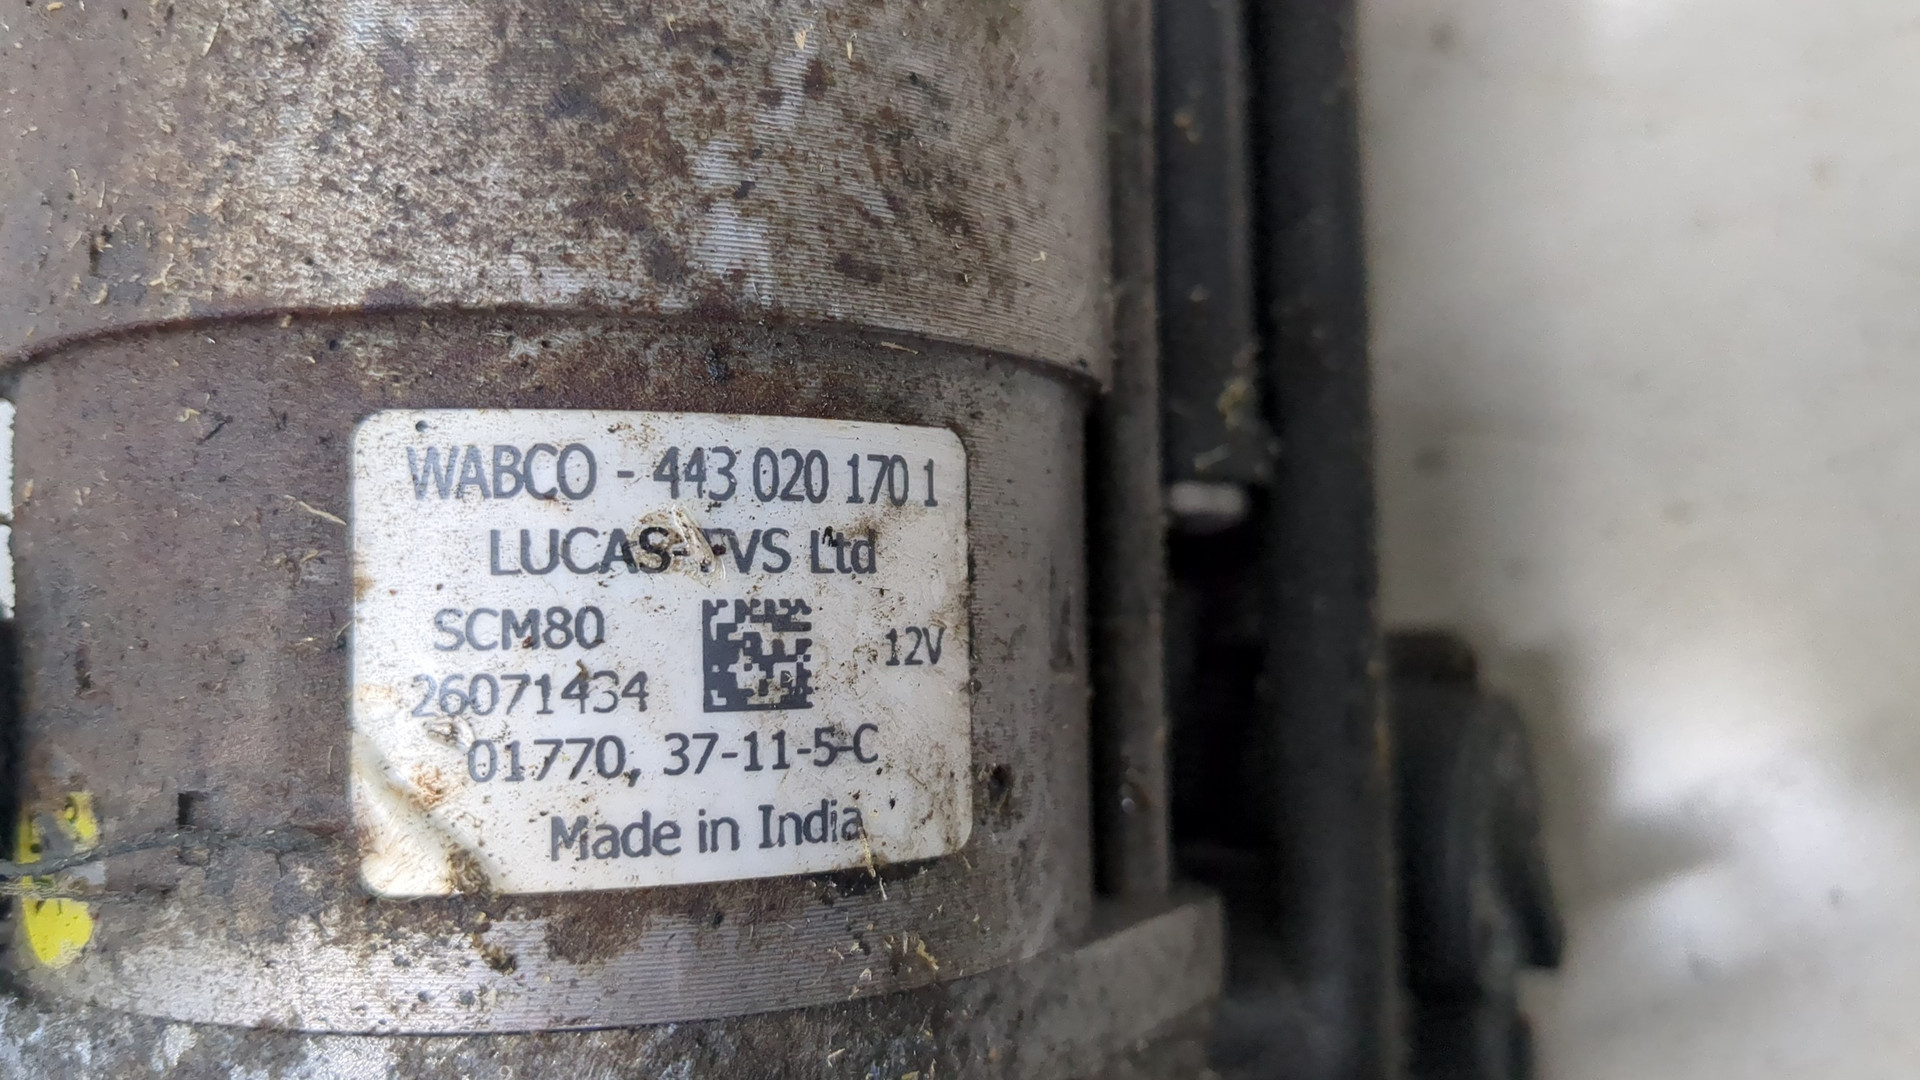 WABCO - 443 020 170 1
LUCAS-TVS Ltd
SCM80
12V
26071434
01770, 37-11-5-C
Made in India